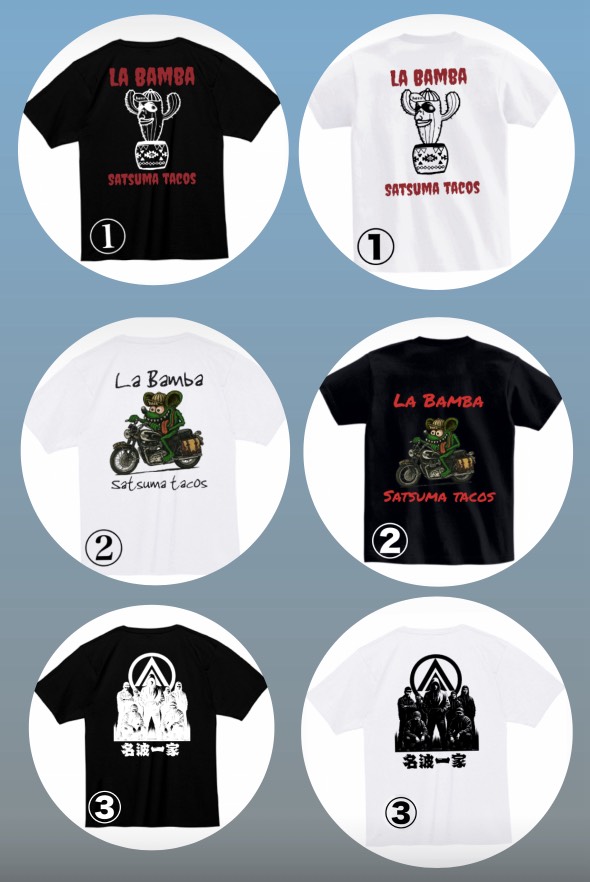 LA BAMBA
SATSUMA TACOS
①
LA BAMBA
SATSUMA TACOS
①
La Bamba
satsuma tacos
②
LA BAMBA
SATSUMA TACOS
②
名波一家
③
名波一家
③